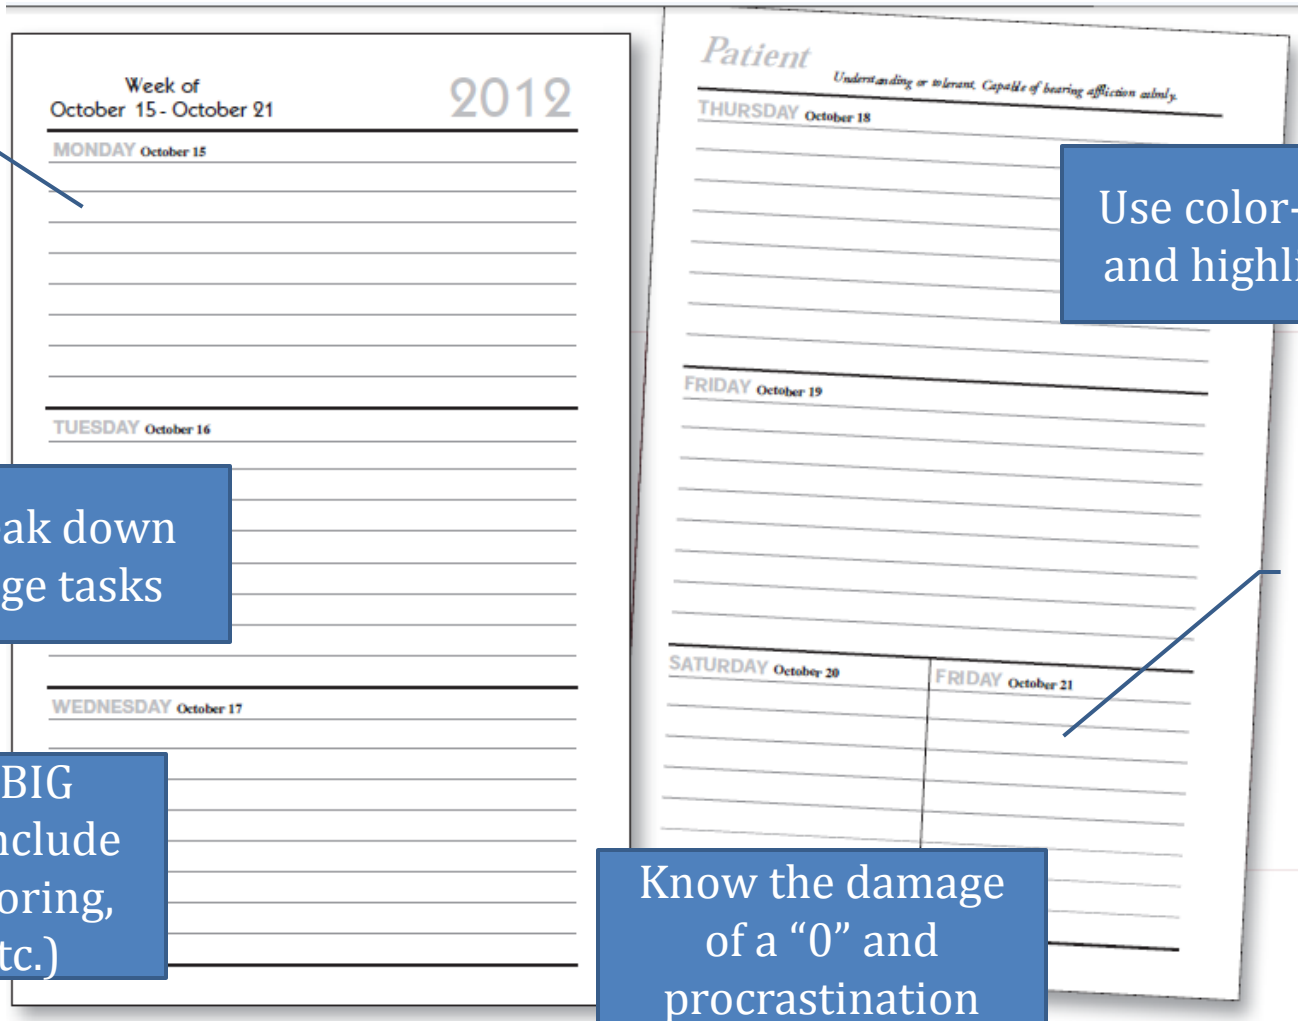 Week of
October 15 - October 21
2012
MONDAY October 15
TUESDAY October 16
ak down
ge tasks
WEDNESDAY October 17
BIG
nclude
oring,
tc.)
Patient
Understanding or tolerant. Capable of bearing affliction calmly.
THURSDAY October 18
Use color-
and highli
FRIDAY October 19
SATURDAY October 20
FRIDAY October 21
Know the damage
of a “0” and
procrastination